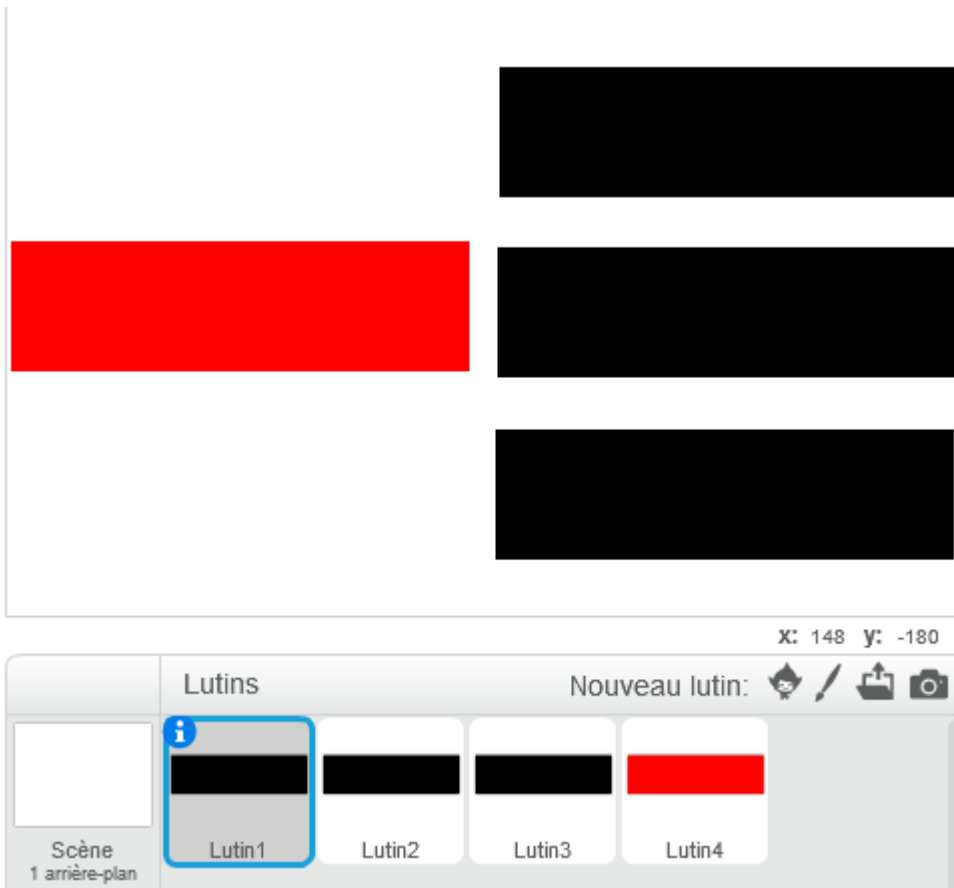 x: 148 y: -180
Lutins
Nouveau lutin:
Scène
1 arrière-plan
Lutin1
Lutin2
Lutin3
Lutin4